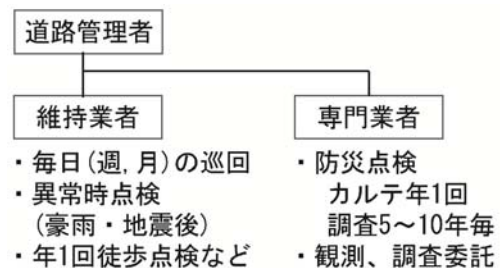 道路管理者
維持業者
・毎日(週,月)の巡回
・異常時点検
(豪雨・地震後)
・年1回徒歩点検など
専門業者
・防災点検
カルテ年1回
調査5～10年毎
・観測、調査委託